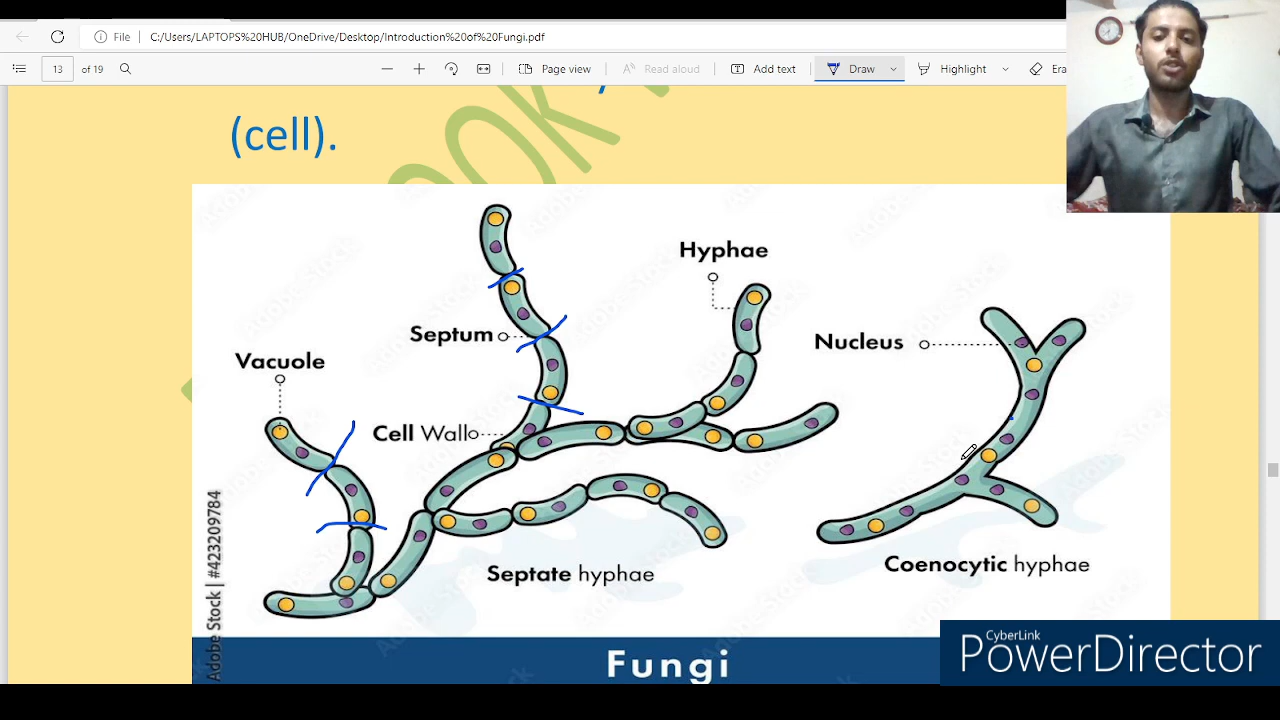 File C:/Users/LAPTOPS%20HUB/OneDrive/Desktop/Introduction%20of%20Fungi.pdf
13 of 19 Page view Read aloud Add text Draw Highlight Era
(cell).
Hyphae
Septum
Nucleus
Vacuole
Cell Wall
Septate hyphae
Coenocytic hyphae
Adobe Stock | #423209784
Fungi
CyberLink
PowerDirector